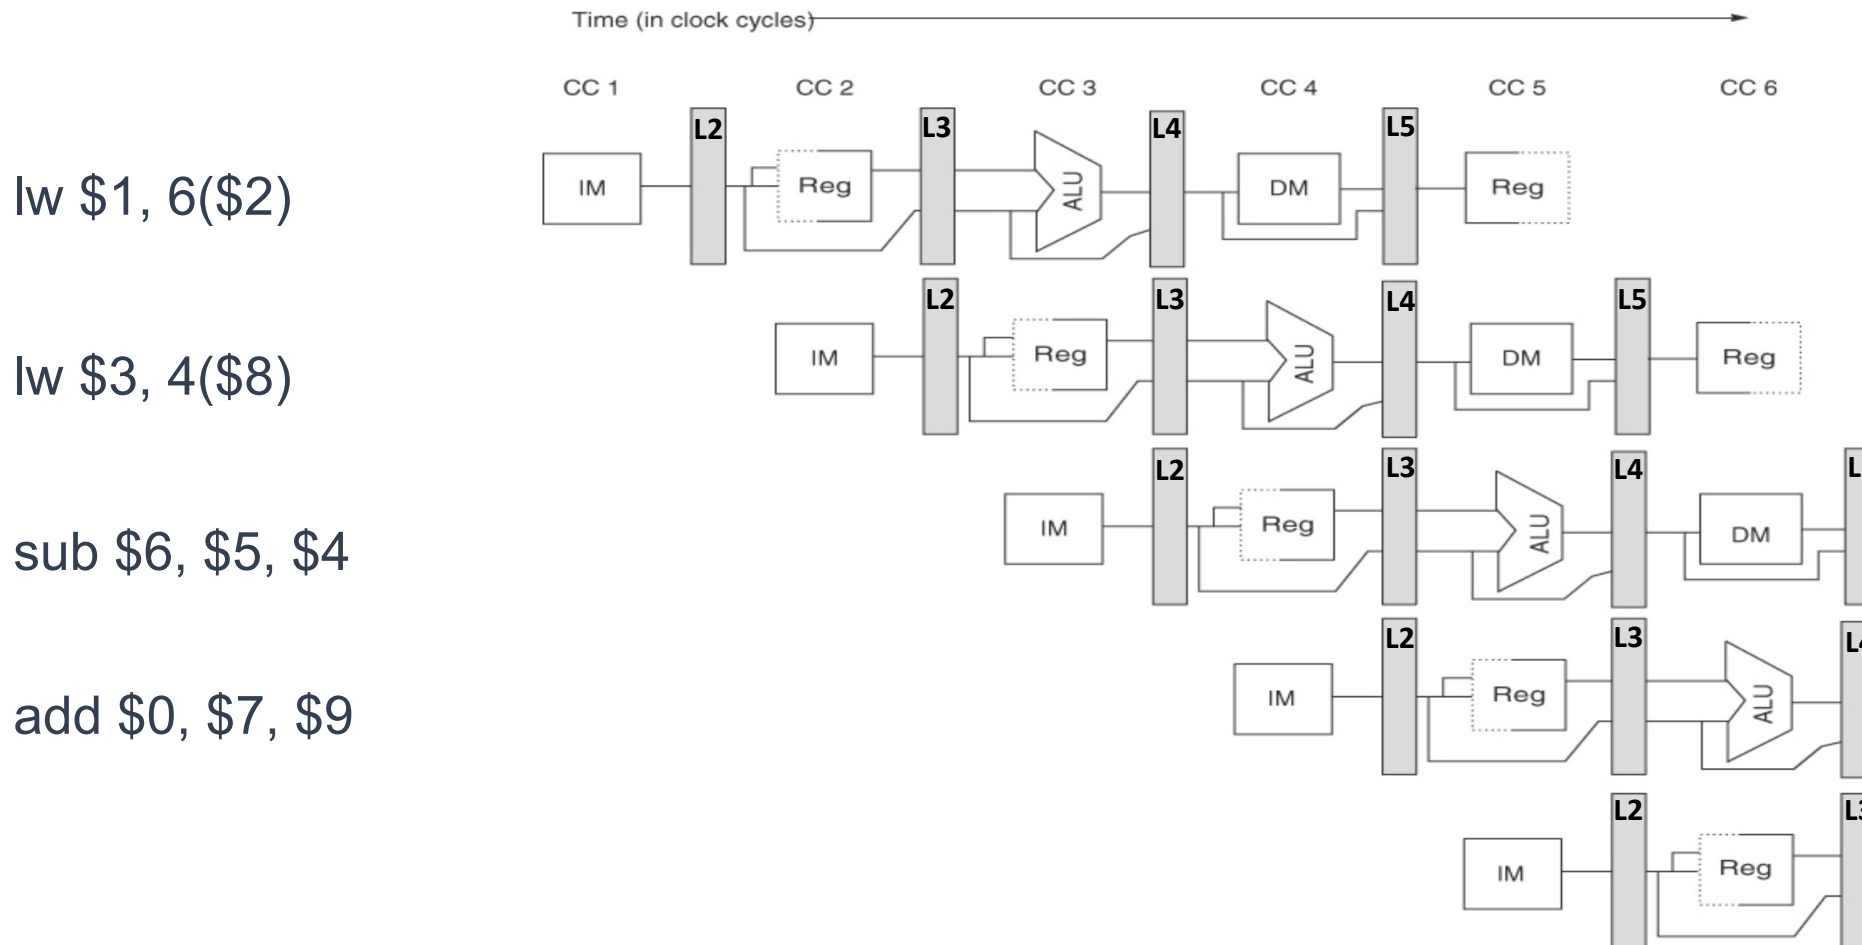 Time (in clock cycles)
CC 1 CC 2 CC 3 CC 4 CC 5 CC 6
lw $1, 6($2)
IM L2 Reg L3 ALU L4 DM L5 Reg
lw $3, 4($8)
IM L2 Reg L3 ALU L4 DM L5 Reg
sub $6, $5, $4
IM L2 Reg L3 ALU L4 DM L
add $0, $7, $9
IM L2 Reg L3 ALU L4
IM L2 Reg L3